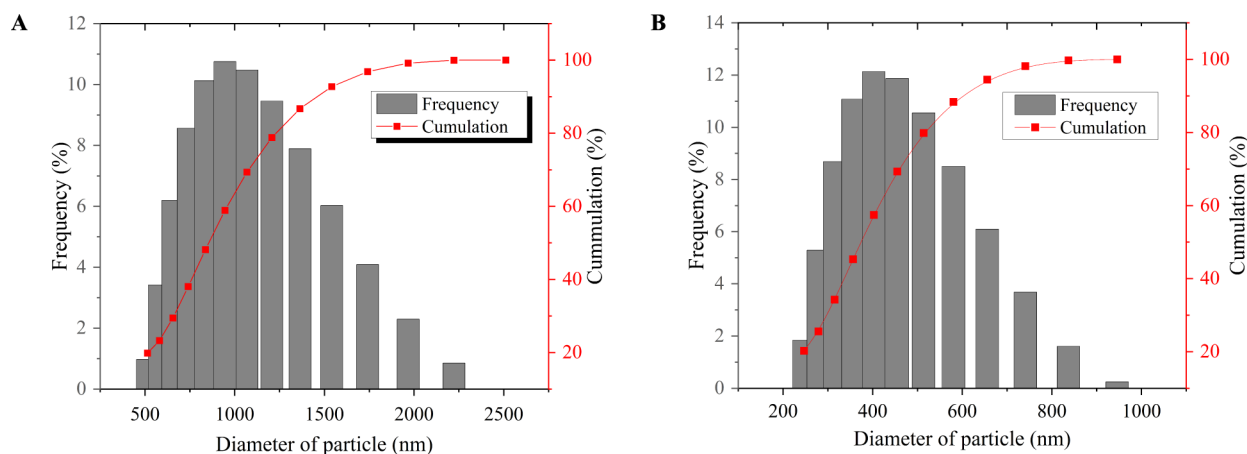 A
12
10
8
6
4
2
0
Frequency (%)
500
1000
1500
2000
2500
Diameter of particle (nm)
100
80
60
40
20
Cummulation (%)
Frequency
Cumulation
B
14
12
10
8
6
4
2
0
Frequency (%)
200
400
600
800
1000
Diameter of particle (nm)
100
80
60
40
20
Cumulation (%)
Frequency
Cumulation